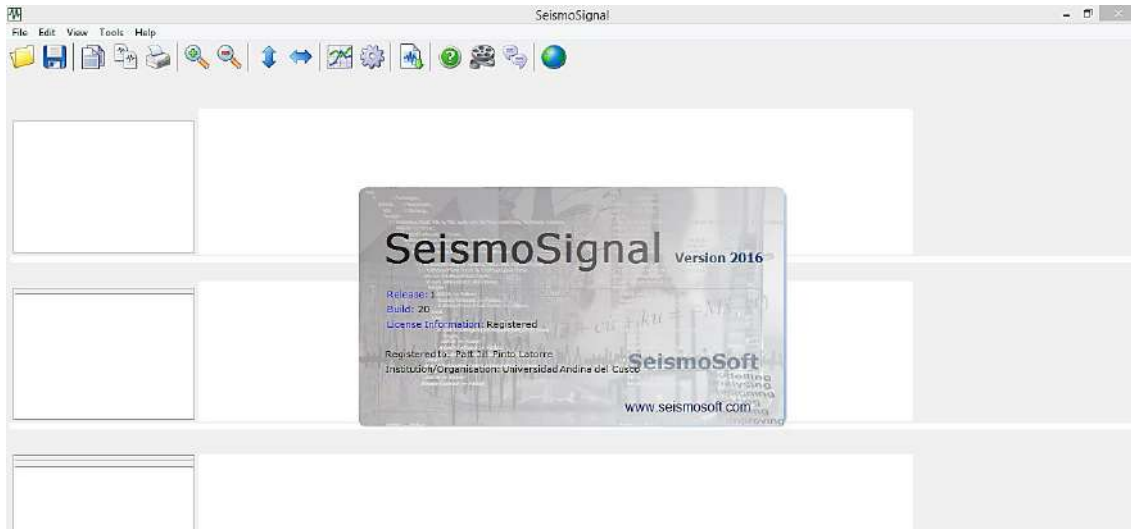 SeismoSignal
File Edit View Tools Help
SeismoSignal Version 2016
Release: 1
Build: 20
License Information: Registered
Registered to: Patt Pinto Latorre
Institution/Organisation: Universidad Andina del Cusco
SeismoSoft
www.seismosoft.com